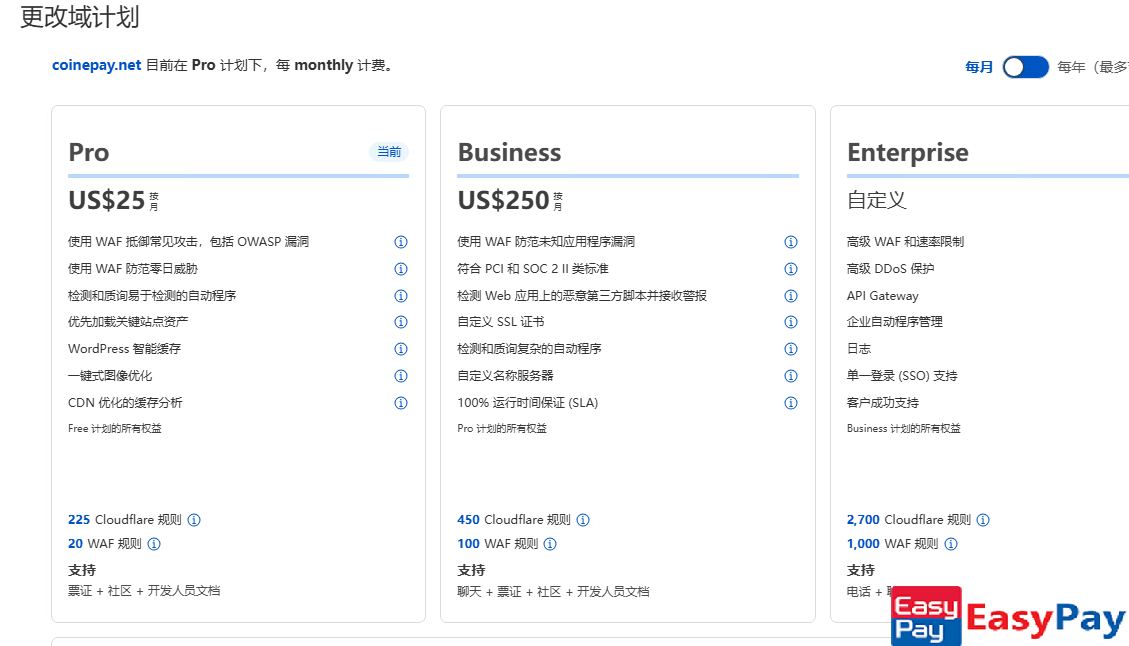 更改域计划
coinepay.net 目前在 Pro 计划下，每 monthly 计费。
每月 每年（最多
Pro 当前
US$25 按月
使用 WAF 抵御常见攻击，包括 OWASP 漏洞
使用 WAF 防范零日威胁
检测和质询易于检测的自动程序
优先加载关键站点资产
WordPress 智能缓存
一键式图像优化
CDN 优化的缓存分析
Free 计划的所有权益
225 Cloudflare 规则
20 WAF 规则
支持
票证 + 社区 + 开发人员文档
Business
US$250 按月
使用 WAF 防范未知应用程序漏洞
符合 PCI 和 SOC 2 II 类标准
检测 Web 应用上的恶意第三方脚本并接收警报
自定义 SSL 证书
检测和质询复杂的自动程序
自定义名称服务器
100% 运行时间保证 (SLA)
Pro 计划的所有权益
450 Cloudflare 规则
100 WAF 规则
支持
聊天 + 票证 + 社区 + 开发人员文档
Enterprise
自定义
高级 WAF 和速率限制
高级 DDoS 保护
API Gateway
企业自动程序管理
日志
单一登录 (SSO) 支持
客户成功支持
Business 计划的所有权益
2,700 Cloudflare 规则
1,000 WAF 规则
支持
电话 +
Easy
Pay
EasyPay